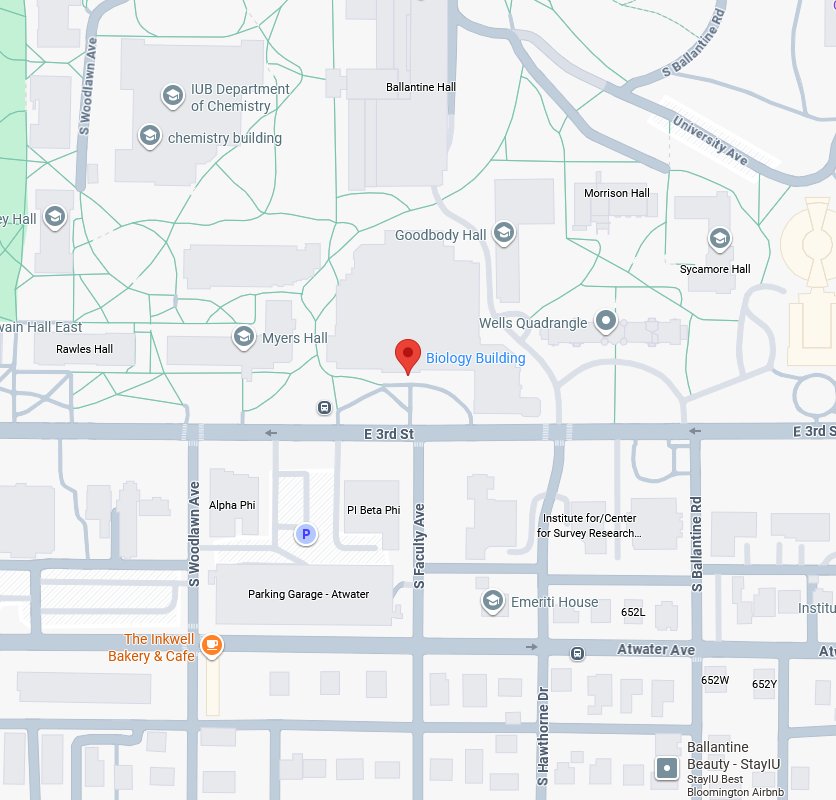 S Ballantine Rd
S Woodlawn Ave
Ballantine Hall
IUB Department
of Chemistry
chemistry building
University Ave
Morrison Hall
ey Hall
Goodbody Hall
Sycamore Hall
wain Hall East
Rawles Hall
Myers Hall
Wells Quadrangle
Biology Building
E 3rd St
E 3rd S
S Woodlawn Ave
Alpha Phi
PI Beta Phi
S Faculty Ave
Institute for/Center
for Survey Research...
S Ballantine Rd
P
Parking Garage - Atwater
Emeriti House
652L
Institu
The Inkwell
Bakery & Cafe
Atwater Ave
Atw
652W
652Y
S Hawthorne Dr
Ballantine
Beauty - StayIU
StayIU Best
Bloomington Airbnb